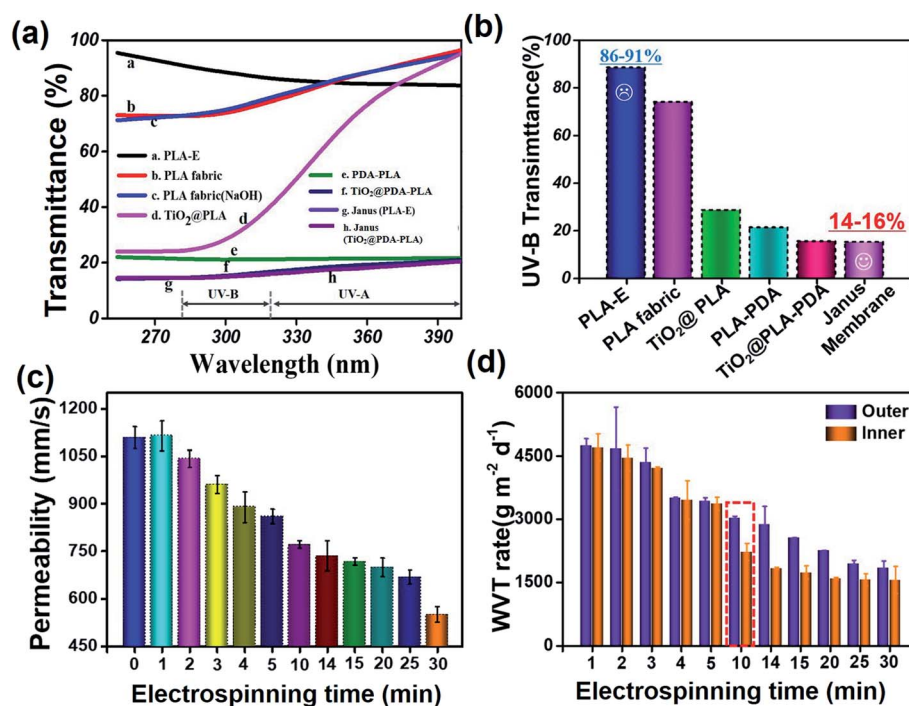 (a)
100
80
60
40
20
0
Transmittance (%)
a
b
c
d
e
f
g
h
a. PLA-E
b. PLA fabric
c. PLA fabric(NaOH)
d. TiO2@PLA
e. PDA-PLA
f. TiO2@PDA-PLA
g. Janus (PLA-E)
h. Janus
(TiO2@PDA-PLA)
UV-B
UV-A
270 300 330 360 390
Wavelength (nm)
(b)
100
80
60
40
20
0
UV-B Transimttance(%)
86-91%
14-16%
PLA-E
PLA fabric
TiO2@ PLA
PLA-PDA
TiO2@PLA-PDA
Janus
Membrane
(c)
1200
1050
900
750
600
450
Permeability (mm/s)
0 1 2 3 4 5 10 14 15 20 25 30
Electrospinning time (min)
(d)
6000
4500
3000
1500
0
WVT rate(g m-2 d-1)
Outer
Inner
1 2 3 4 5 10 14 15 20 25 30
Electrospinning time (min)